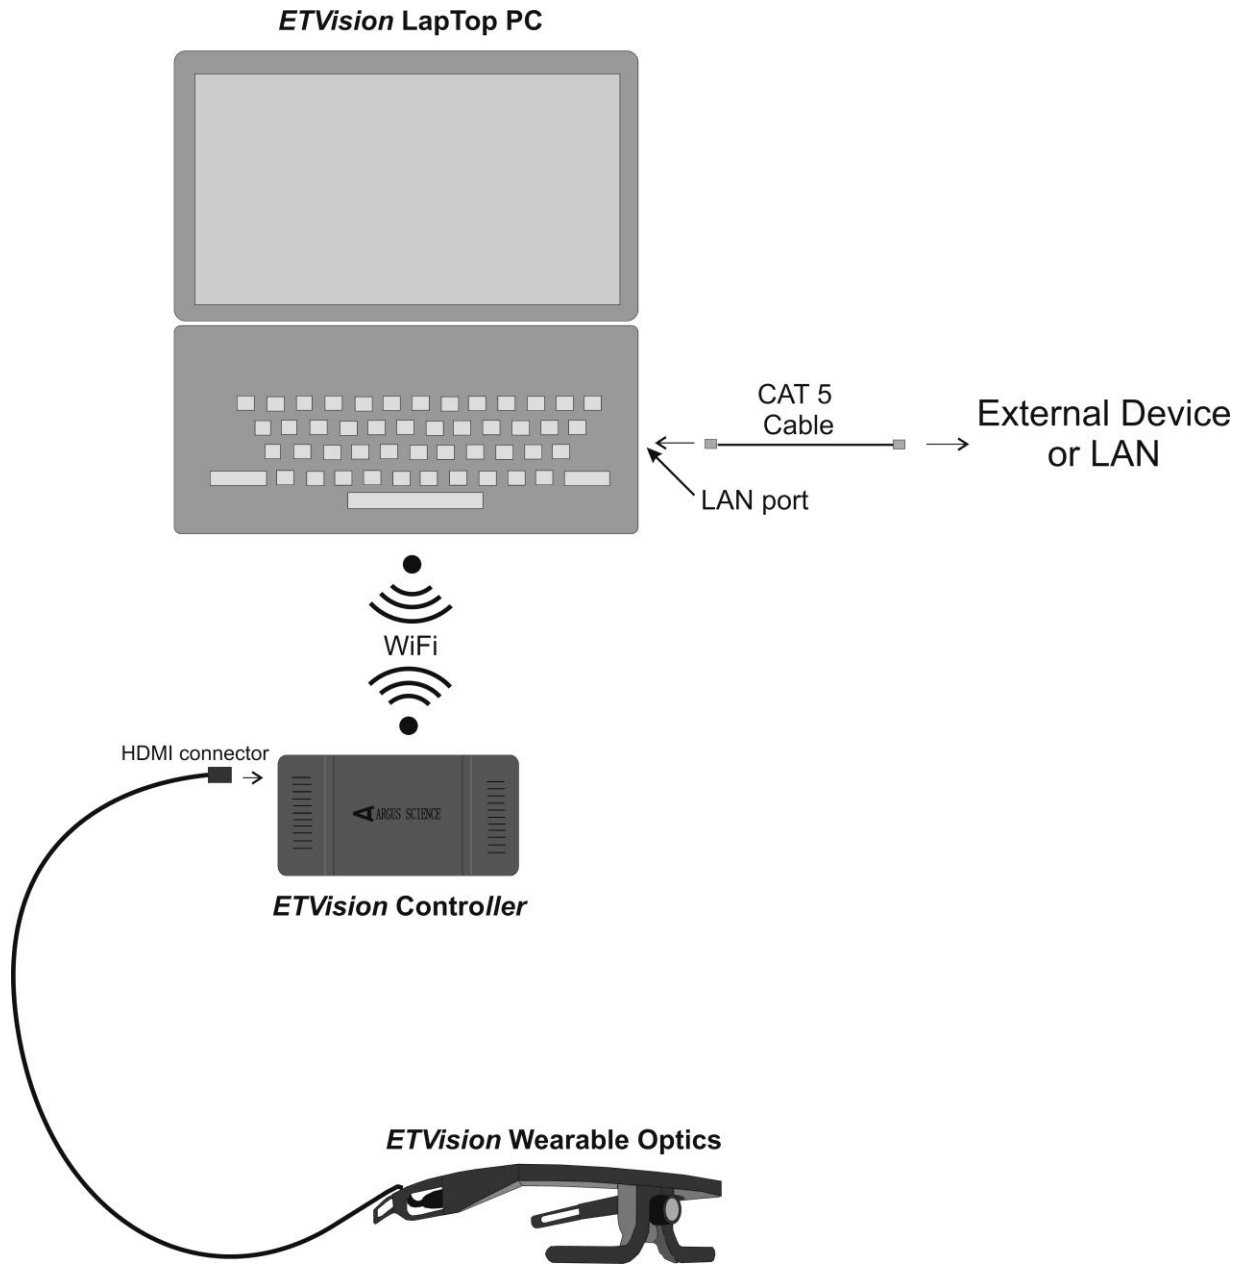 ETVision LapTop PC
CAT 5
Cable
External Device
or LAN
LAN port
WiFi
HDMI connector
ARGUS SCIENCE
ETVision Controller
ETVision Wearable Optics